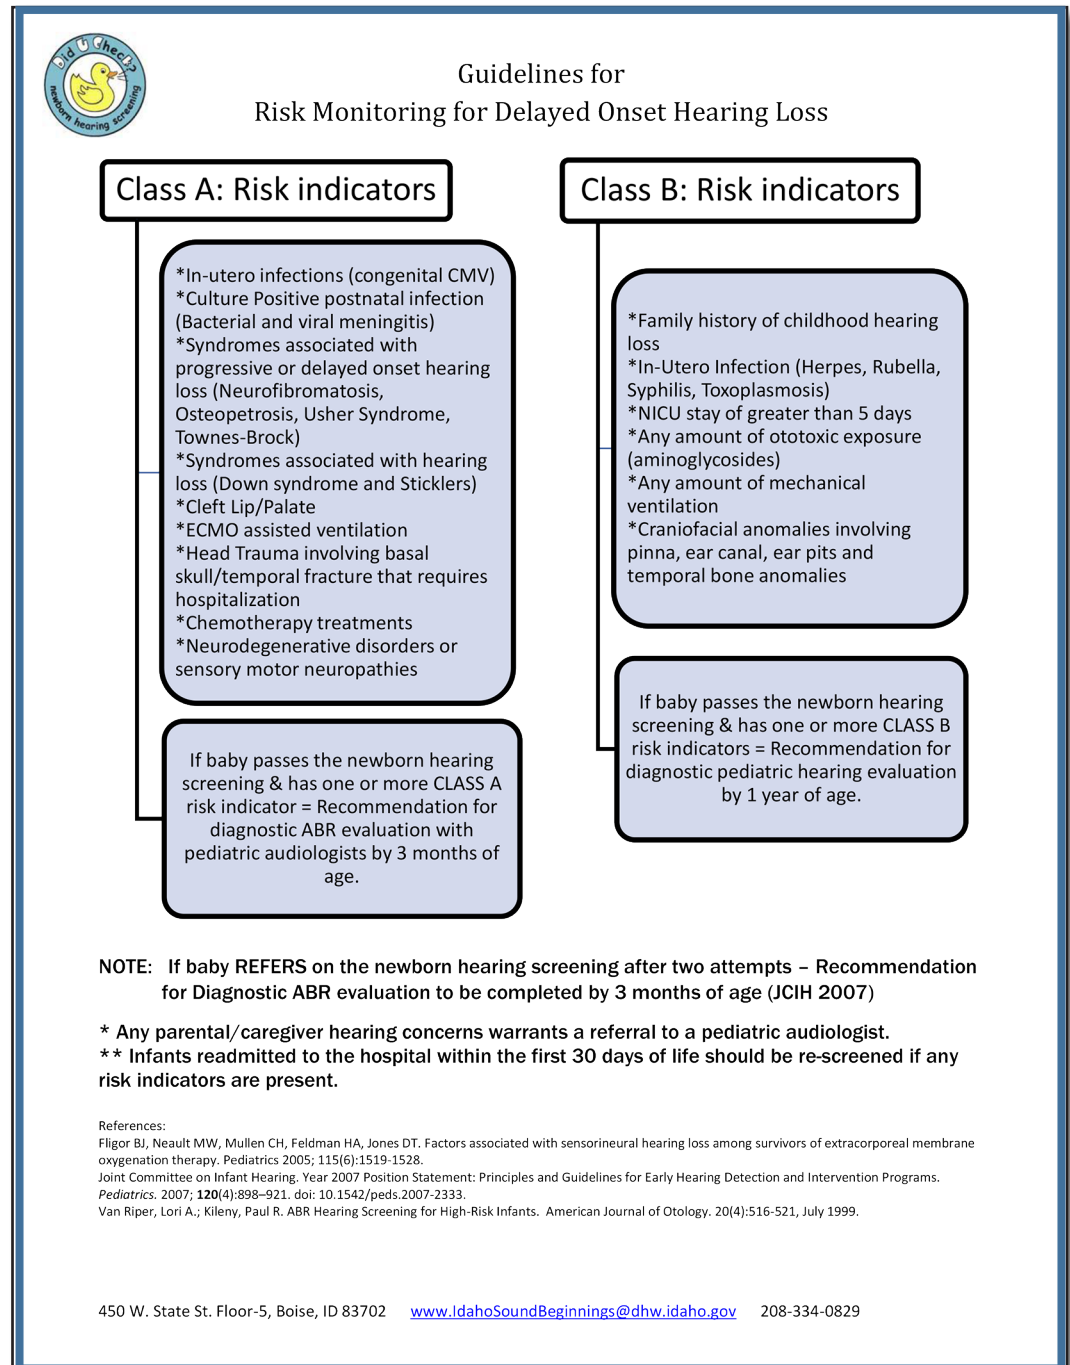 Did U Check?
newborn hearing screening
Guidelines for
Risk Monitoring for Delayed Onset Hearing Loss
Class A: Risk indicators
*In-utero infections (congenital CMV)
*Culture Positive postnatal infection
(Bacterial and viral meningitis)
*Syndromes associated with
progressive or delayed onset hearing
loss (Neurofibromatosis,
Osteopetrosis, Usher Syndrome,
Townes-Brock)
*Syndromes associated with hearing
loss (Down syndrome and Sticklers)
*Cleft Lip/Palate
*ECMO assisted ventilation
*Head Trauma involving basal
skull/temporal fracture that requires
hospitalization
*Chemotherapy treatments
*Neurodegenerative disorders or
sensory motor neuropathies
If baby passes the newborn hearing
screening & has one or more CLASS A
risk indicator = Recommendation for
diagnostic ABR evaluation with
pediatric audiologists by 3 months of
age.
Class B: Risk indicators
*Family history of childhood hearing
loss
*In-Utero Infection (Herpes, Rubella,
Syphilis, Toxoplasmosis)
*NICU stay of greater than 5 days
*Any amount of ototoxic exposure
(aminoglycosides)
*Any amount of mechanical
ventilation
*Craniofacial anomalies involving
pinna, ear canal, ear pits and
temporal bone anomalies
If baby passes the newborn hearing
screening & has one or more CLASS B
risk indicators = Recommendation for
diagnostic pediatric hearing evaluation
by 1 year of age.
NOTE: If baby REFERS on the newborn hearing screening after two attempts – Recommendation
for Diagnostic ABR evaluation to be completed by 3 months of age (JCIH 2007)
* Any parental/caregiver hearing concerns warrants a referral to a pediatric audiologist.
** Infants readmitted to the hospital within the first 30 days of life should be re-screened if any
risk indicators are present.
References:
Fligor BJ, Neault MW, Mullen CH, Feldman HA, Jones DT. Factors associated with sensorineural hearing loss among survivors of extracorporeal membrane
oxygenation therapy. Pediatrics 2005; 115(6):1519-1528.
Joint Committee on Infant Hearing. Year 2007 Position Statement: Principles and Guidelines for Early Hearing Detection and Intervention Programs.
Pediatrics. 2007; 120(4):898–921. doi: 10.1542/peds.2007-2333.
Van Riper, Lori A.; Kileny, Paul R. ABR Hearing Screening for High-Risk Infants. American Journal of Otology. 20(4):516-521, July 1999.
450 W. State St. Floor-5, Boise, ID 83702 www.IdahoSoundBeginnings@dhw.idaho.gov 208-334-0829